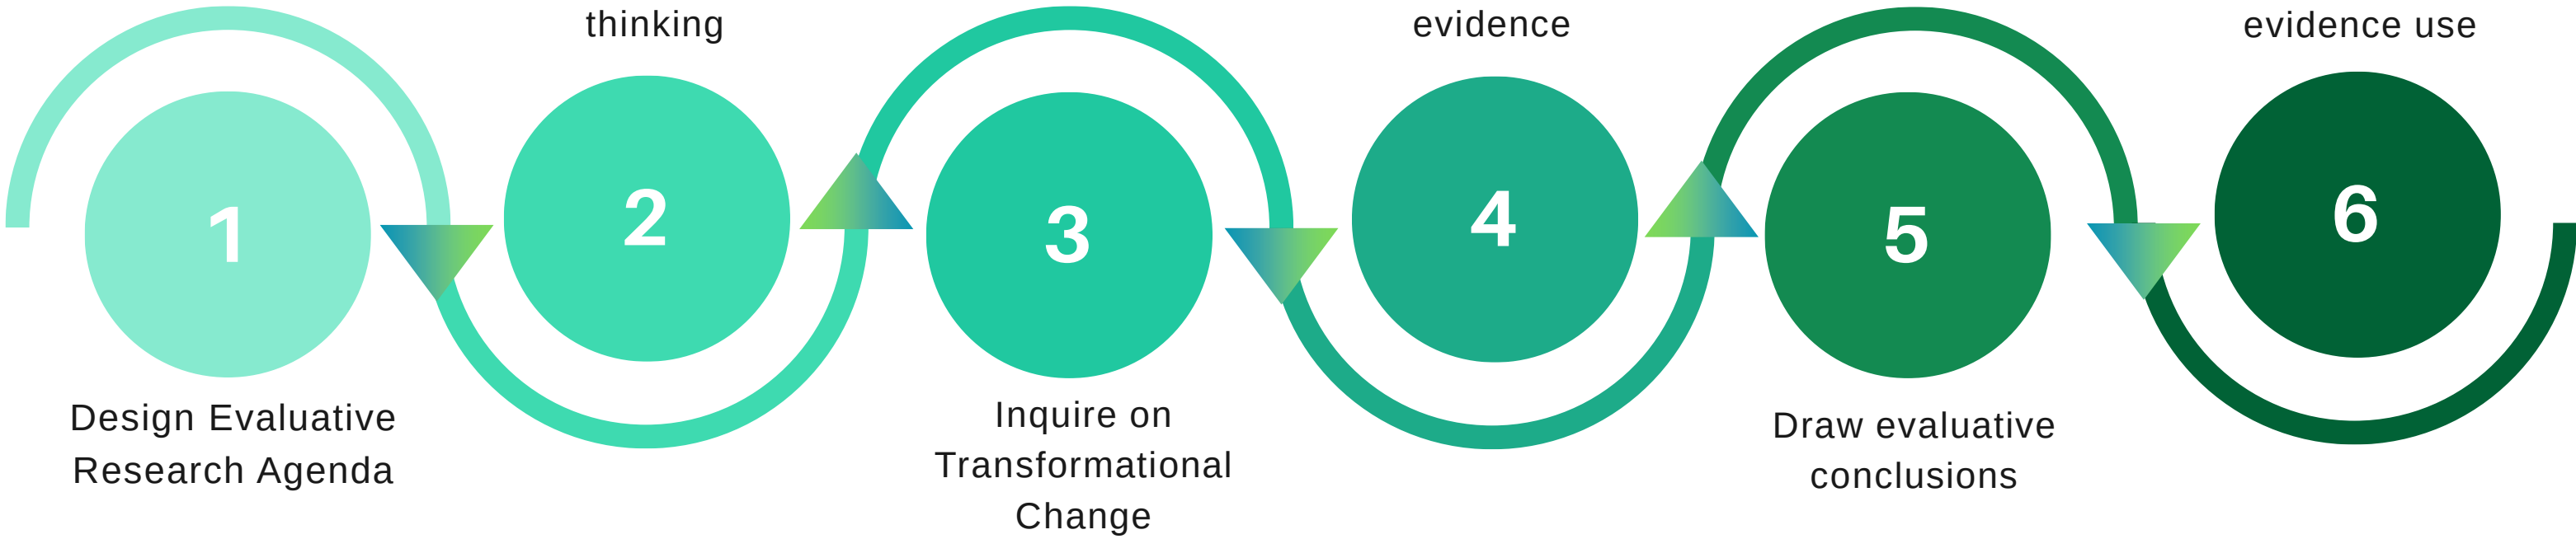 thinking
evidence
evidence use
1
2
3
4
5
6
Design Evaluative
Research Agenda
Inquire on
Transformational
Change
Draw evaluative
conclusions